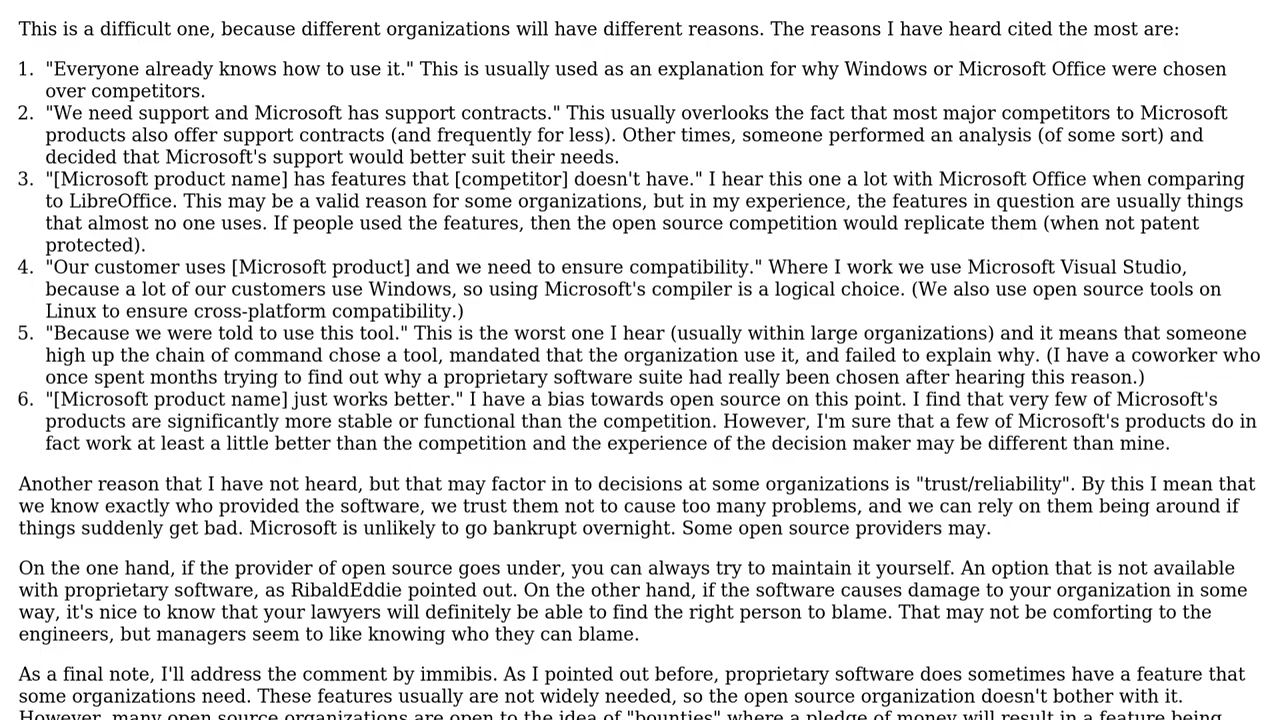 This is a difficult one, because different organizations will have different reasons. The reasons I have heard cited the most are:
1. "Everyone already knows how to use it." This is usually used as an explanation for why Windows or Microsoft Office were chosen
over competitors.
2. "We need support and Microsoft has support contracts." This usually overlooks the fact that most major competitors to Microsoft
products also offer support contracts (and frequently for less). Other times, someone performed an analysis (of some sort) and
decided that Microsoft's support would better suit their needs.
3. "[Microsoft product name] has features that [competitor] doesn't have." I hear this one a lot with Microsoft Office when comparing
to LibreOffice. This may be a valid reason for some organizations, but in my experience, the features in question are usually things
that almost no one uses. If people used the features, then the open source competition would replicate them (when not patent
protected).
4. "Our customer uses [Microsoft product] and we need to ensure compatibility." Where I work we use Microsoft Visual Studio,
because a lot of our customers use Windows, so using Microsoft's compiler is a logical choice. (We also use open source tools on
Linux to ensure cross-platform compatibility.)
5. "Because we were told to use this tool." This is the worst one I hear (usually within large organizations) and it means that someone
high up the chain of command chose a tool, mandated that the organization use it, and failed to explain why. (I have a coworker who
once spent months trying to find out why a proprietary software suite had really been chosen after hearing this reason.)
6. "[Microsoft product name] just works better." I have a bias towards open source on this point. I find that very few of Microsoft's
products are significantly more stable or functional than the competition. However, I'm sure that a few of Microsoft's products do in
fact work at least a little better than the competition and the experience of the decision maker may be different than mine.
Another reason that I have not heard, but that may factor in to decisions at some organizations is "trust/reliability". By this I mean that
we know exactly who provided the software, we trust them not to cause too many problems, and we can rely on them being around if
things suddenly get bad. Microsoft is unlikely to go bankrupt overnight. Some open source providers may.
On the one hand, if the provider of open source goes under, you can always try to maintain it yourself. An option that is not available
with proprietary software, as RibaldEddie pointed out. On the other hand, if the software causes damage to your organization in some
way, it's nice to know that your lawyers will definitely be able to find the right person to blame. That may not be comforting to the
engineers, but managers seem to like knowing who they can blame.
As a final note, I'll address the comment by immibis. As I pointed out before, proprietary software does sometimes have a feature that
some organizations need. These features usually are not widely needed, so the open source organization doesn't bother with it.
However, many open source organizations are open to the idea of "bounties" where a pledge of money will result in a feature being